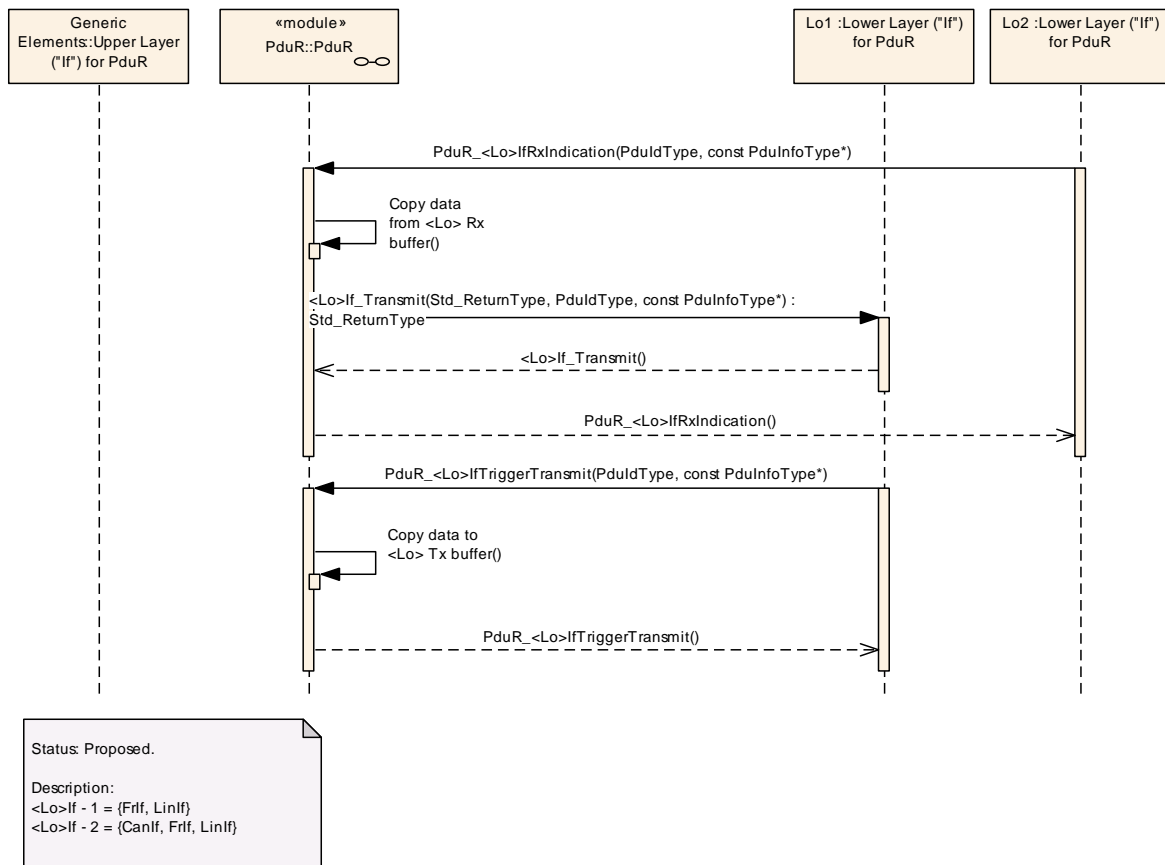 Generic
Elements::Upper Layer
("If") for PduR
«module»
PduR::PduR
Lo1 :Lower Layer ("If")
for PduR
Lo2 :Lower Layer ("If")
for PduR
PduR_<Lo>IfRxIndication(PduIdType, const PduInfoType*)
Copy data
from <Lo> Rx
buffer()
<Lo>If_Transmit(Std_ReturnType, PduIdType, const PduInfoType*) :
Std_ReturnType
<Lo>If_Transmit()
PduR_<Lo>IfRxIndication()
PduR_<Lo>IfTriggerTransmit(PduIdType, const PduInfoType*)
Copy data to
<Lo> Tx buffer()
PduR_<Lo>IfTriggerTransmit()
Status: Proposed.
Description:
<Lo>If - 1 = {FrIf, LinIf}
<Lo>If - 2 = {CanIf, FrIf, LinIf}